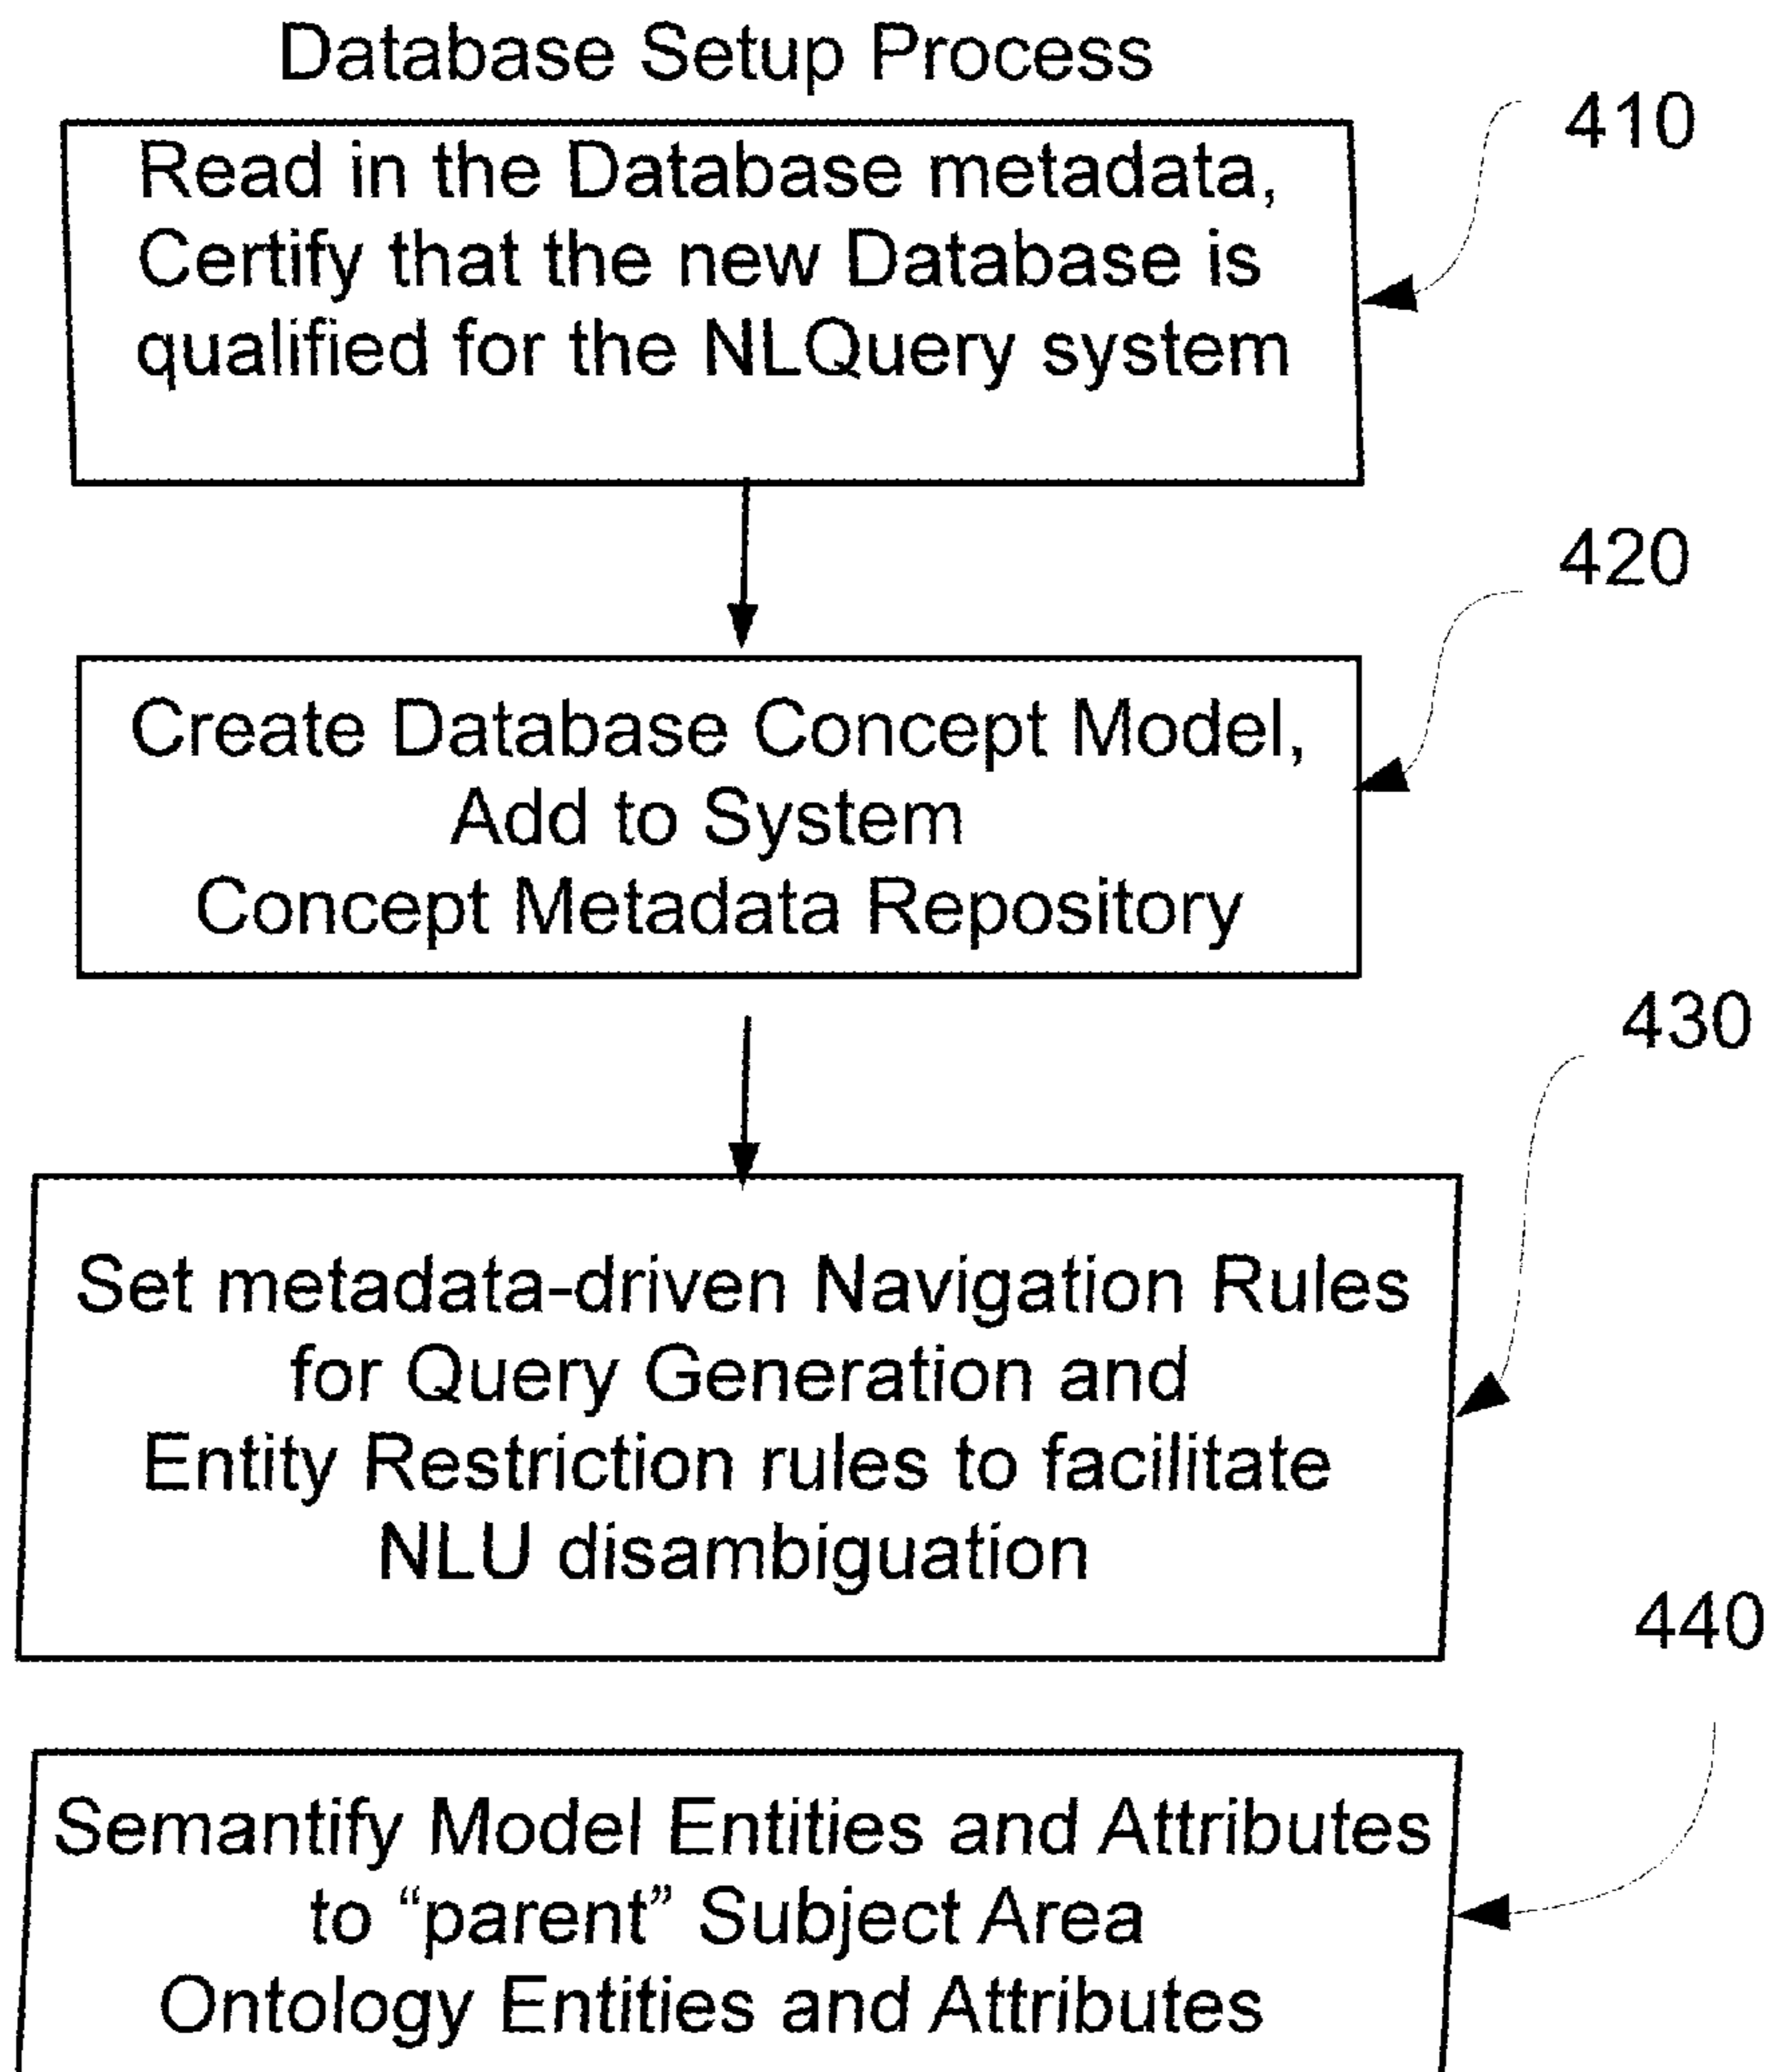 Database Setup Process
410
Read in the Database metadata,
Certify that the new Database is
qualified for the NLQuery system
420
Create Database Concept Model,
Add to System
Concept Metadata Repository
430
Set metadata-driven Navigation Rules
for Query Generation and
Entity Restriction rules to facilitate
NLU disambiguation
440
Semantify Model Entities and Attributes
to “parent” Subject Area
Ontology Entities and Attributes